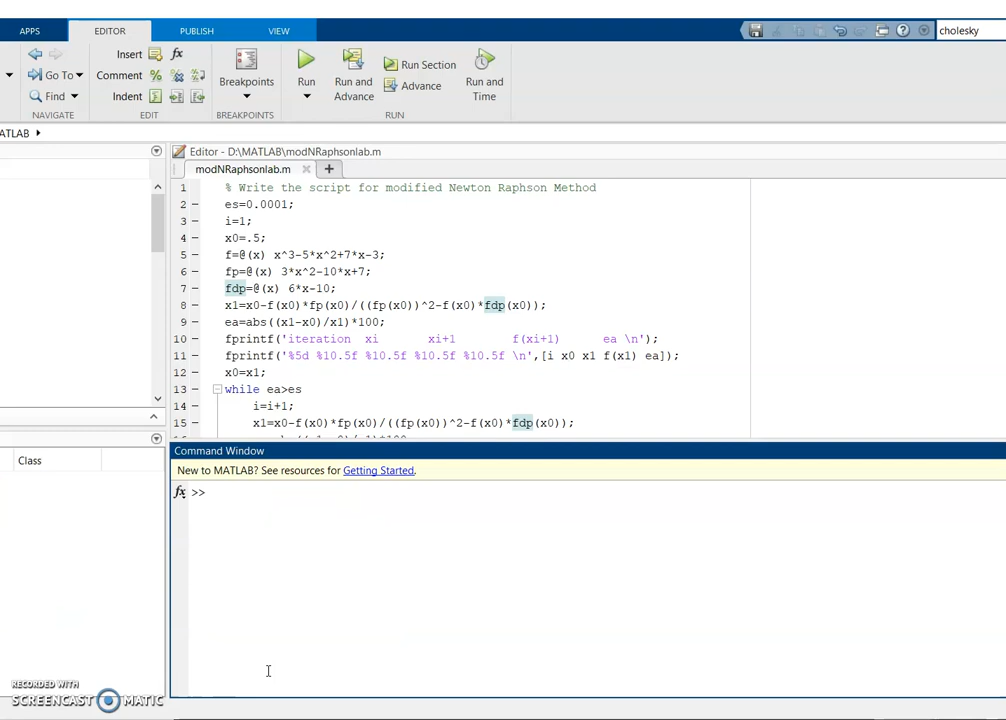 APPS EDITOR PUBLISH VIEW cholesky
Insert fx
Go To Comment % Breakpoints Run Run and Advance Run Section Advance Run and Time
Find Indent
NAVIGATE EDIT BREAKPOINTS RUN
ATLAB
Editor - D:\MATLAB\modNRaphsonlab.m
modNRaphsonlab.m
1 % Write the script for modified Newton Raphson Method
2 – es=0.0001;
3 – i=1;
4 – x0=.5;
5 – f=@(x) x^3-5*x^2+7*x-3;
6 – fp=@(x) 3*x^2-10*x+7;
7 – fdp=@(x) 6*x-10;
8 – x1=x0-f(x0)*fp(x0)/((fp(x0))^2-f(x0)*fdp(x0));
9 – ea=abs((x1-x0)/x1)*100;
10 – fprintf('iteration xi xi+1 f(xi+1) ea \n');
11 – fprintf('%5d %10.5f %10.5f %10.5f %10.5f \n',[i x0 x1 f(x1) ea]);
12 – x0=x1;
13 – while ea>es
14 – i=i+1;
15 – x1=x0-f(x0)*fp(x0)/((fp(x0))^2-f(x0)*fdp(x0));
Command Window
Class
New to MATLAB? See resources for Getting Started.
fx >>
RECORDED WITH
SCREENCAST MATIC